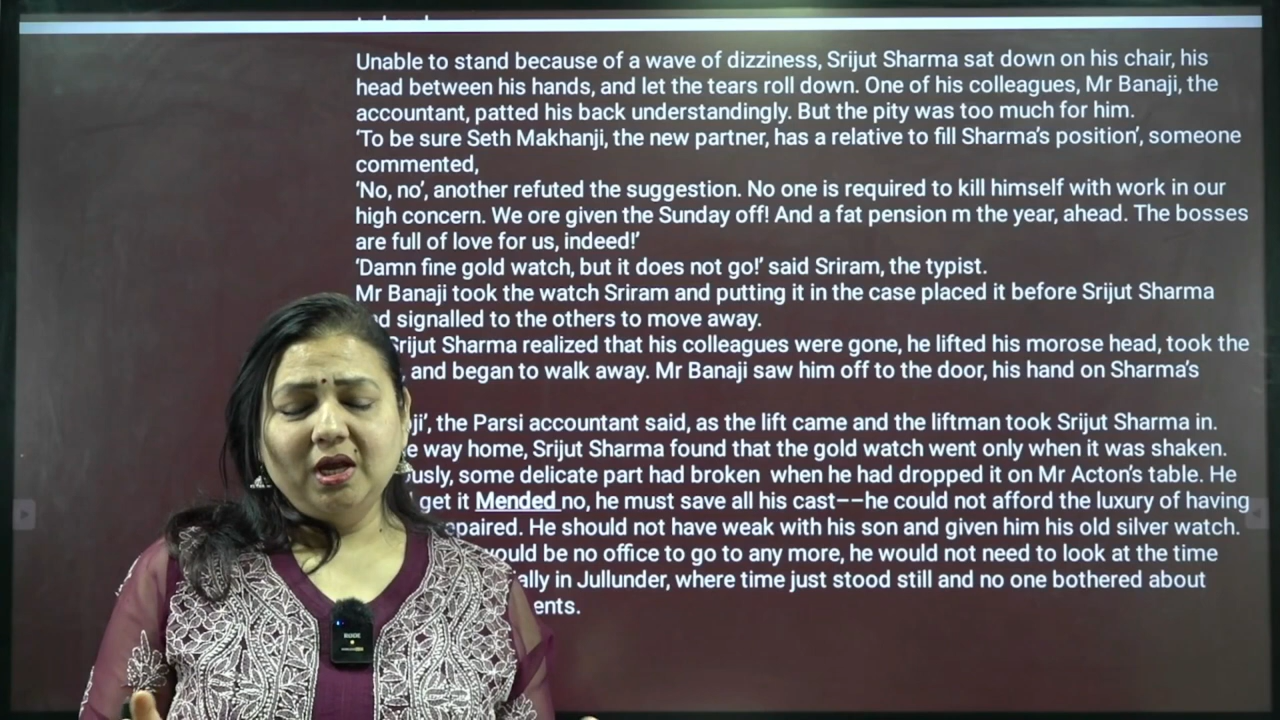 Unable to stand because of a wave of dizziness, Srijut Sharma sat down on his chair, his
head between his hands, and let the tears roll down. One of his colleagues, Mr Banaji, the
accountant, patted his back understandingly. But the pity was too much for him.
‘To be sure Seth Makhanji, the new partner, has a relative to fill Sharma’s position’, someone
commented,
‘No, no’, another refuted the suggestion. No one is required to kill himself with work in our
high concern. We ore given the Sunday off! And a fat pension m the year, ahead. The bosses
are full of love for us, indeed!’
‘Damn fine gold watch, but it does not go!’ said Sriram, the typist.
Mr Banaji took the watch Sriram and putting it in the case placed it before Srijut Sharma
nd signalled to the others to move away.
Srijut Sharma realized that his colleagues were gone, he lifted his morose head, took the
, and began to walk away. Mr Banaji saw him off to the door, his hand on Sharma’s
ji’, the Parsi accountant said, as the lift came and the liftman took Srijut Sharma in.
e way home, Srijut Sharma found that the gold watch went only when it was shaken.
ously, some delicate part had broken when he had dropped it on Mr Acton’s table. He
get it Mended no, he must save all his cast––he could not afford the luxury of having
paired. He should not have weak with his son and given him his old silver watch.
ould be no office to go to any more, he would not need to look at the time
ally in Jullunder, where time just stood still and no one bothered about
ents.
RODE